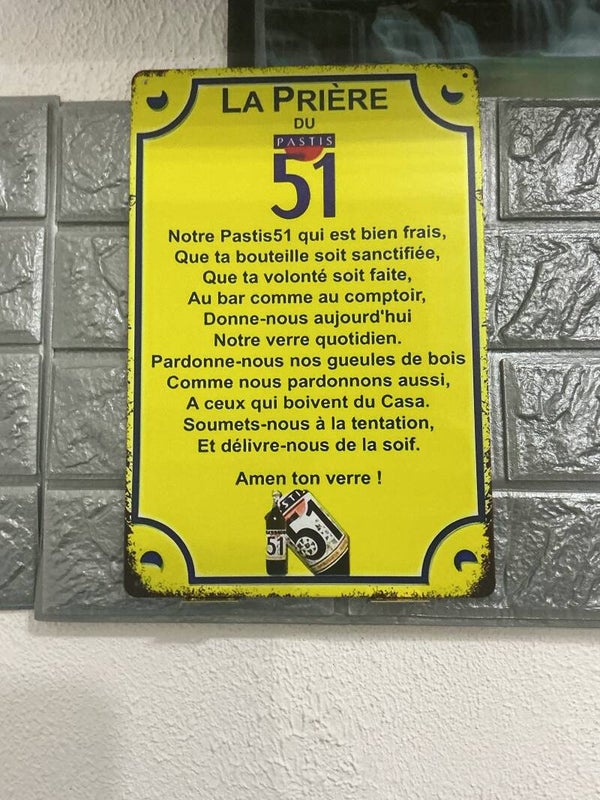 LA PRIÈRE
DU
PASTIS
51
Notre Pastis51 qui est bien frais,
Que ta bouteille soit sanctifiée,
Que ta volonté soit faite,
Au bar comme au comptoir,
Donne-nous aujourd'hui
Notre verre quotidien.
Pardonne-nous nos gueules de bois
Comme nous pardonnons aussi,
A ceux qui boivent du Casa.
Soumets-nous à la tentation,
Et délivre-nous de la soif.
Amen ton verre !
51
51